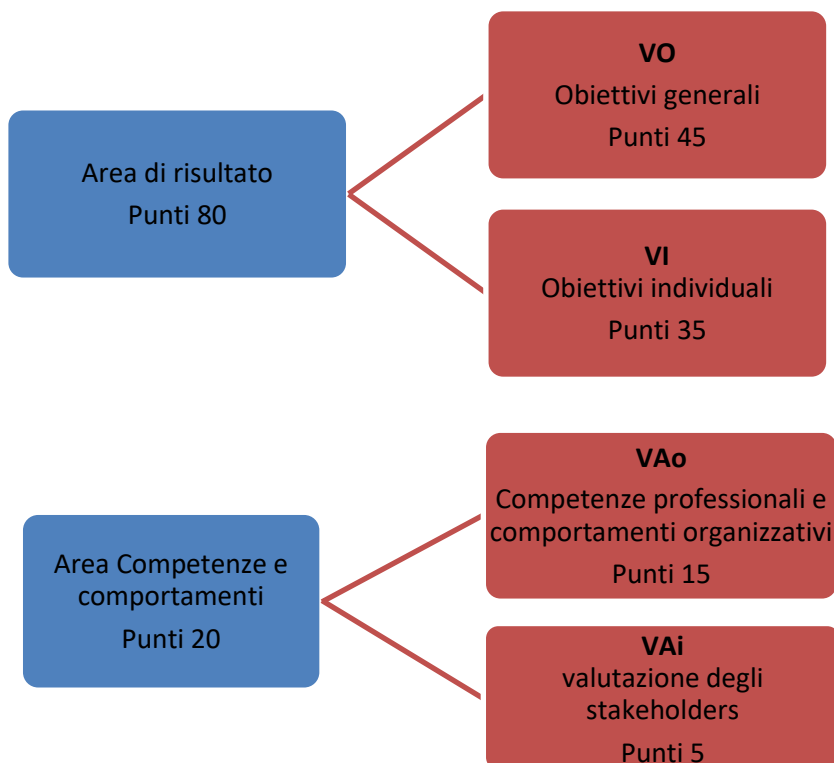 Area di risultato
Punti 80
VO
Obiettivi generali
Punti 45
VI
Obiettivi individuali
Punti 35
Area Competenze e
comportamenti
Punti 20
VAo
Competenze professionali e
comportamenti organizzativi
Punti 15
VAi
valutazione degli
stakeholders
Punti 5